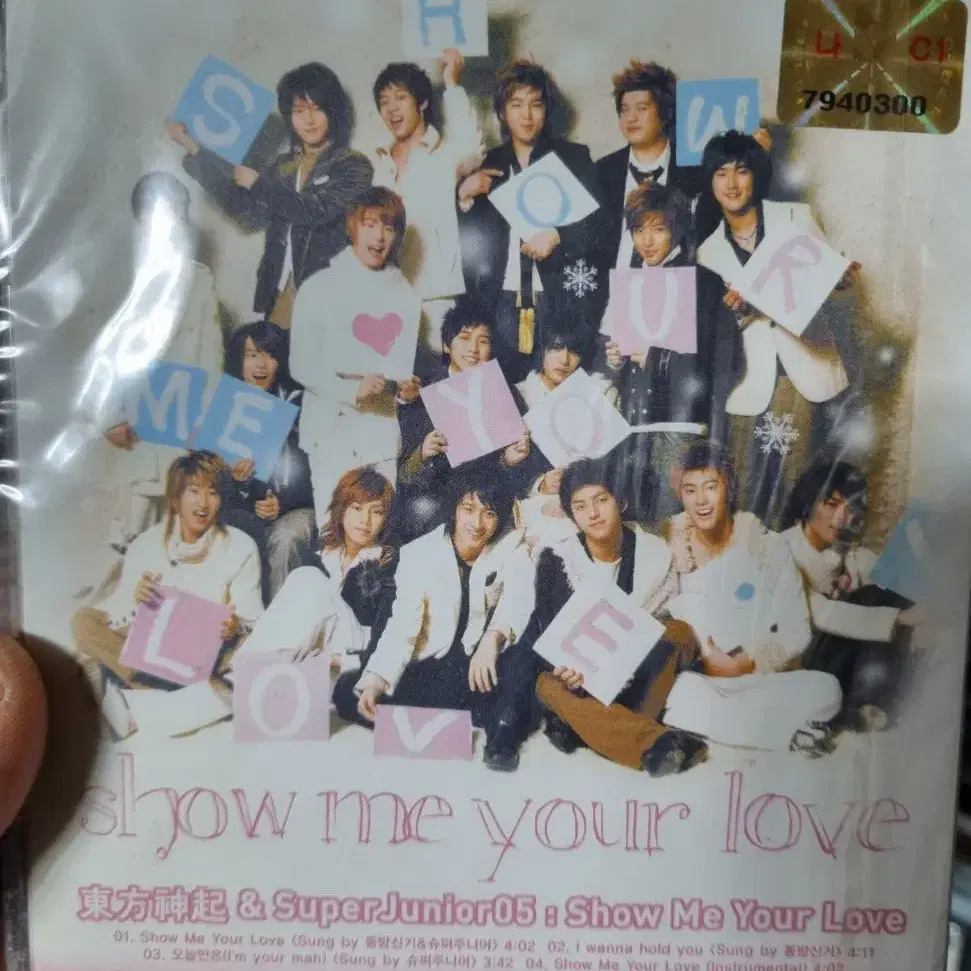 H
S
나 C1
7940300
O
W
U
R
M E
Y
O
L
O
V
E
show me your love
東方神起 & SuperJunior05 : Show Me Your Love
01. Show Me Your Love <Sung by 동방신기&슈퍼주니어> 4:02 02. I wanna hold you <Sung by 동방신기> 4:11
03. 오늘만은(I'm your man) <Sung by 슈퍼주니어> 3:42 04. Show Me Your Love (Instrumental) 4:02